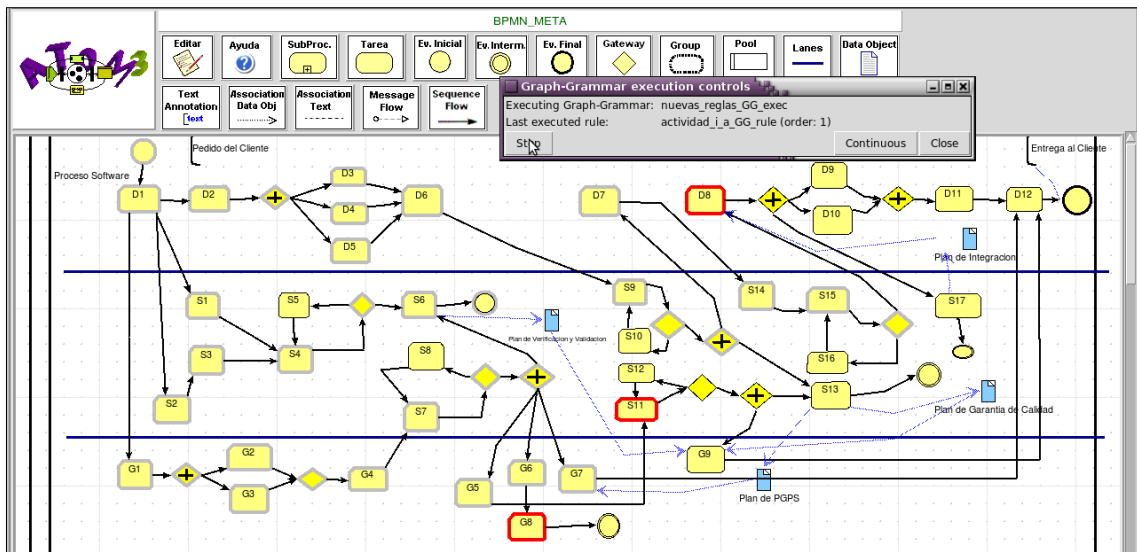 BPMN_META
ATOM3
Editar
Ayuda
SubProc.
Tarea
Ev. Inicial
Ev. Interm.
Ev. Final
Gateway
Group
Pool
Lanes
Data Object
Text
Annotation
[text
Association
Data Obj
Association
Text
Message
Flow
Sequence
Flow
Graph-Grammar execution controls
Executing Graph-Grammar: nuevas_reglas_GG_exec
Last executed rule: actividad_i_a_GG_rule (order: 1)
Step
Continuous
Close
Pedido del Cliente
Entrega al Cliente
Proceso Software
D1
D2
D3
D4
D5
D6
D7
D8
D9
D10
D11
D12
Plan de Integracion
S1
S2
S3
S4
S5
S6
Plan de Verificacion y Validacion
S7
S8
S9
S10
S11
S12
S13
S14
S15
S16
S17
Plan de Garantia de Calidad
G1
G2
G3
G4
G5
G6
G7
G8
G9
Plan de PGPS